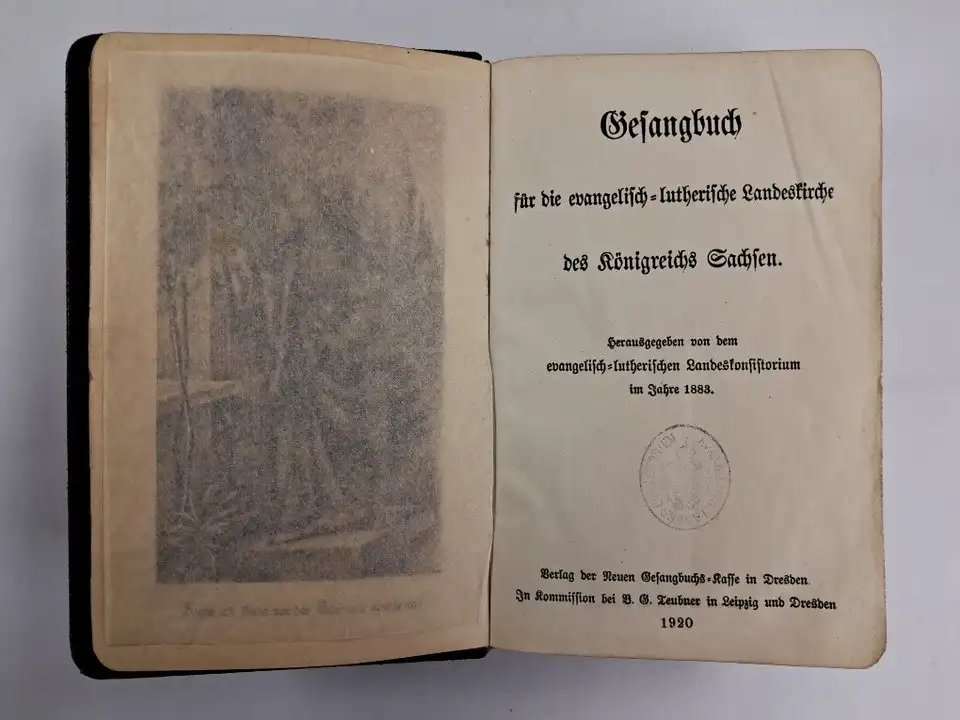 Gesangbuch
für die evangelisch-lutherische Landeskirche
des Königreichs Sachsen.
Herausgegeben von dem
evangelisch-lutherischen Landeskonsistorium
im Jahre 1883.
Verlag der Neuen Gesangbuchs-Kasse in Dresden.
In Kommission bei B. G. Teubner in Leipzig und Dresden
1920